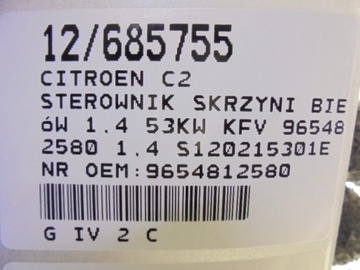 12/685755
CITROEN C2
STEROWNIK SKRZYNI BIE
ÓW 1.4 53KW KFV 96548
2580 1.4 S120215301E
NR OEM:9654812580
G IV 2 C